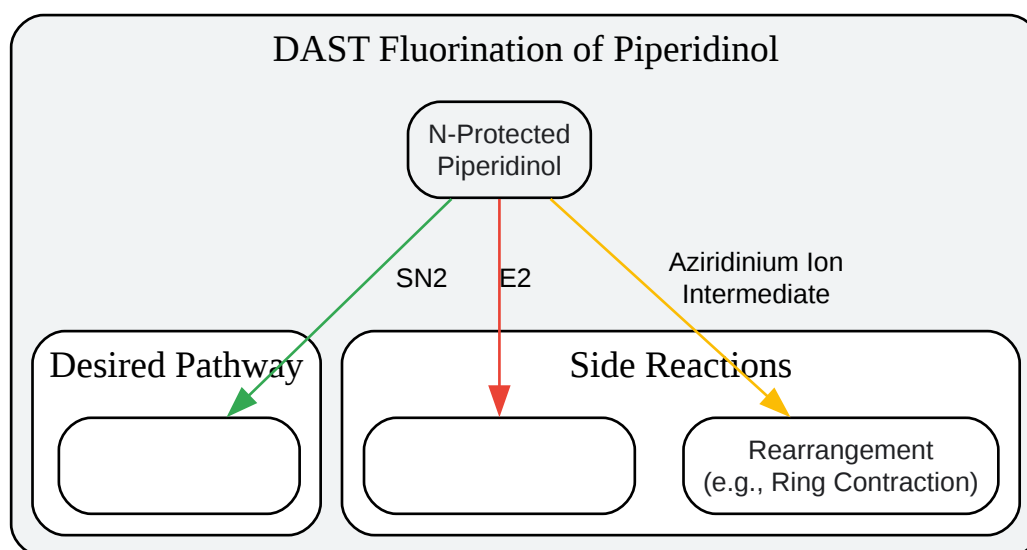 DAST Fluorination of Piperidinol
N-Protected
Piperidinol
SN2
E2
Aziridinium Ion
Intermediate
Desired Pathway
Side Reactions
Rearrangement
(e.g., Ring Contraction)